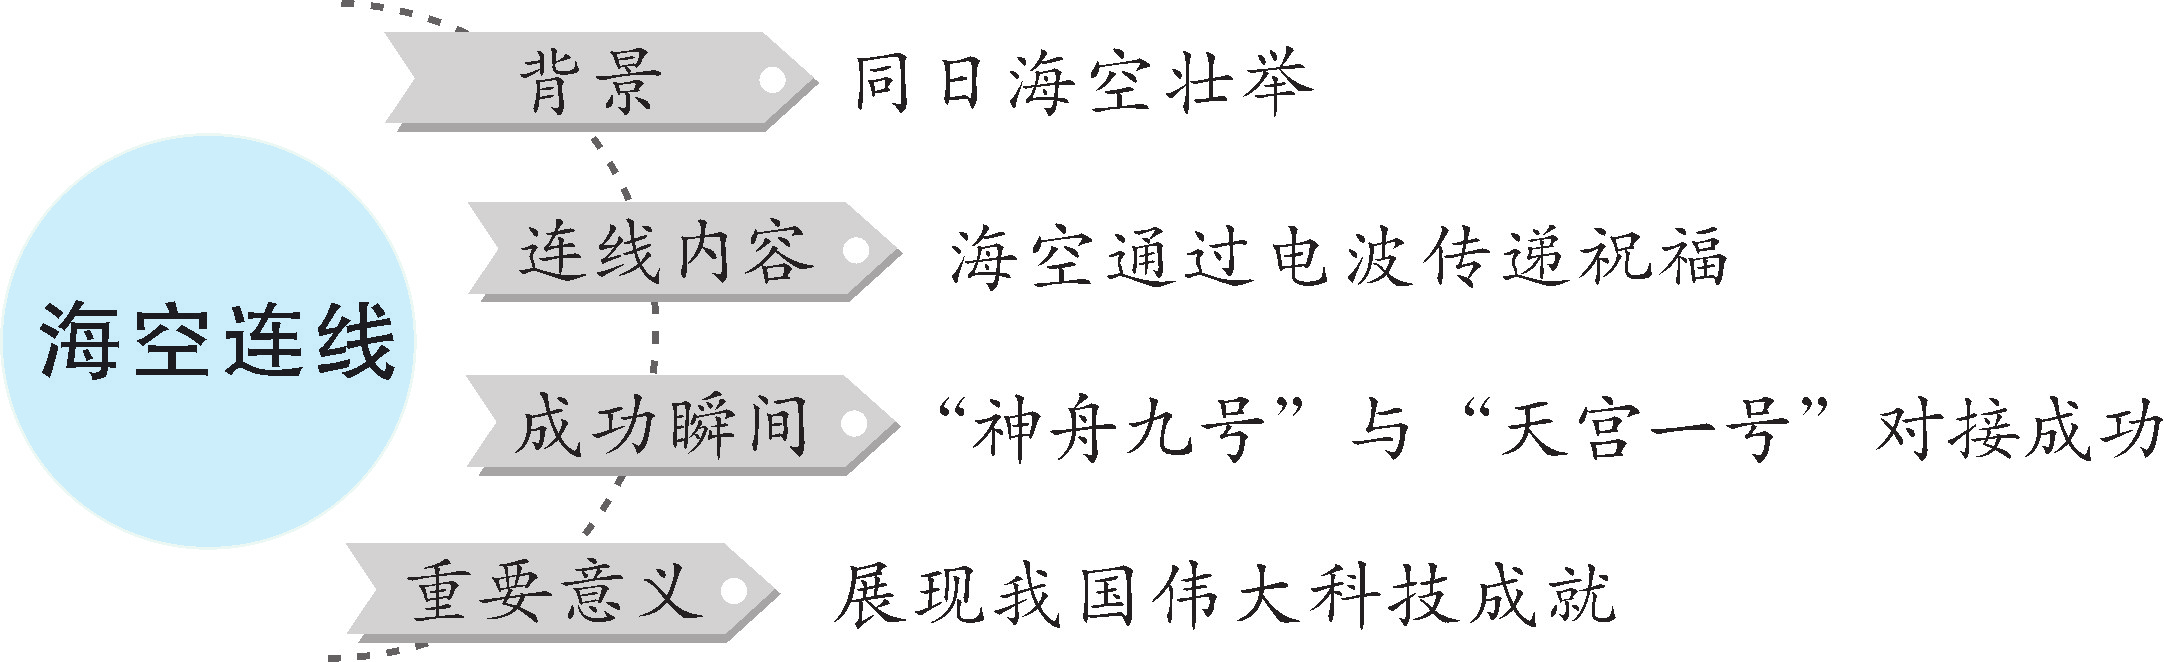 海空连线
背景 同日海空壮举
连线内容 海空通过电波传递祝福
成功瞬间 “神舟九号”与“天宫一号”对接成功
重要意义 展现我国伟大科技成就